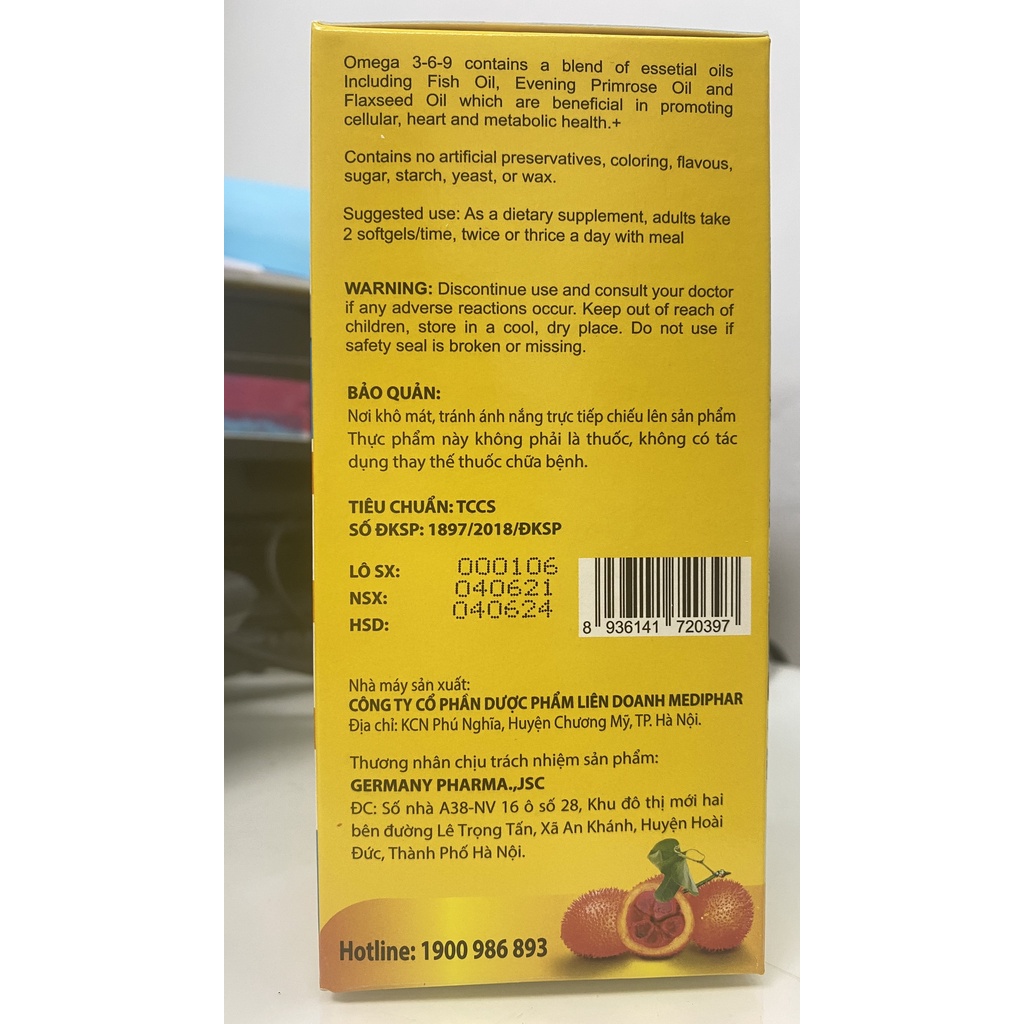 Omega 3-6-9 contains a blend of essetial oils
Including Fish Oil, Evening Primrose Oil and
Flaxseed Oil which are beneficial in promoting
cellular, heart and metabolic health.+
Contains no artificial preservatives, coloring, flavous,
sugar, starch, yeast, or wax.
Suggested use: As a dietary supplement, adults take
2 softgels/time, twice or thrice a day with meal
WARNING: Discontinue use and consult your doctor
if any adverse reactions occur. Keep out of reach of
children, store in a cool, dry place. Do not use if
safety seal is broken or missing.
BẢO QUẢN:
Nơi khô mát, tránh ánh nắng trực tiếp chiếu lên sản phẩm
Thực phẩm này không phải là thuốc, không có tác
dụng thay thế thuốc chữa bệnh.
TIÊU CHUẨN: TCCS
SỐ ĐKSP: 1897/2018/ĐKSP
LÔ SX: 000106
NSX: 040621
HSD: 040624
8 936141 720397
Nhà máy sản xuất:
CÔNG TY CỔ PHẦN DƯỢC PHẨM LIÊN DOANH MEDIPHAR
Địa chỉ: KCN Phú Nghĩa, Huyện Chương Mỹ, TP. Hà Nội.
Thương nhân chịu trách nhiệm sản phẩm:
GERMANY PHARMA.,JSC
ĐC: Số nhà A38-NV 16 ô số 28, Khu đô thị mới hai
bên đường Lê Trọng Tấn, Xã An Khánh, Huyện Hoài
Đức, Thành Phố Hà Nội.
Hotline: 1900 986 893